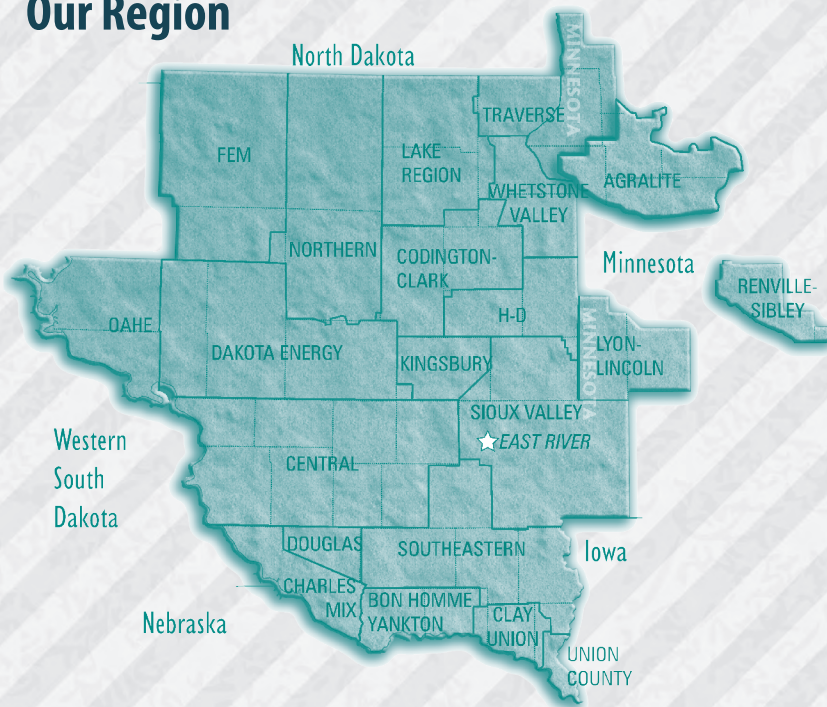 Our Region
North Dakota
MINNESOTA
TRAVERSE
FEM
LAKE
REGION
WHETSTONE
VALLEY
AGRALITE
NORTHERN
CODINGTON-
CLARK
Minnesota
RENVILLE-
SIBLEY
OAHE
H-D
DAKOTA ENERGY
KINGSBURY
MINNESOTA
LYON-
LINCOLN
SIOUX VALLEY
EAST RIVER
Western
South
Dakota
CENTRAL
DOUGLAS
SOUTHEASTERN
Iowa
CHARLES
MIX
BON HOMME
YANKTON
CLAY
UNION
Nebraska
UNION
COUNTY